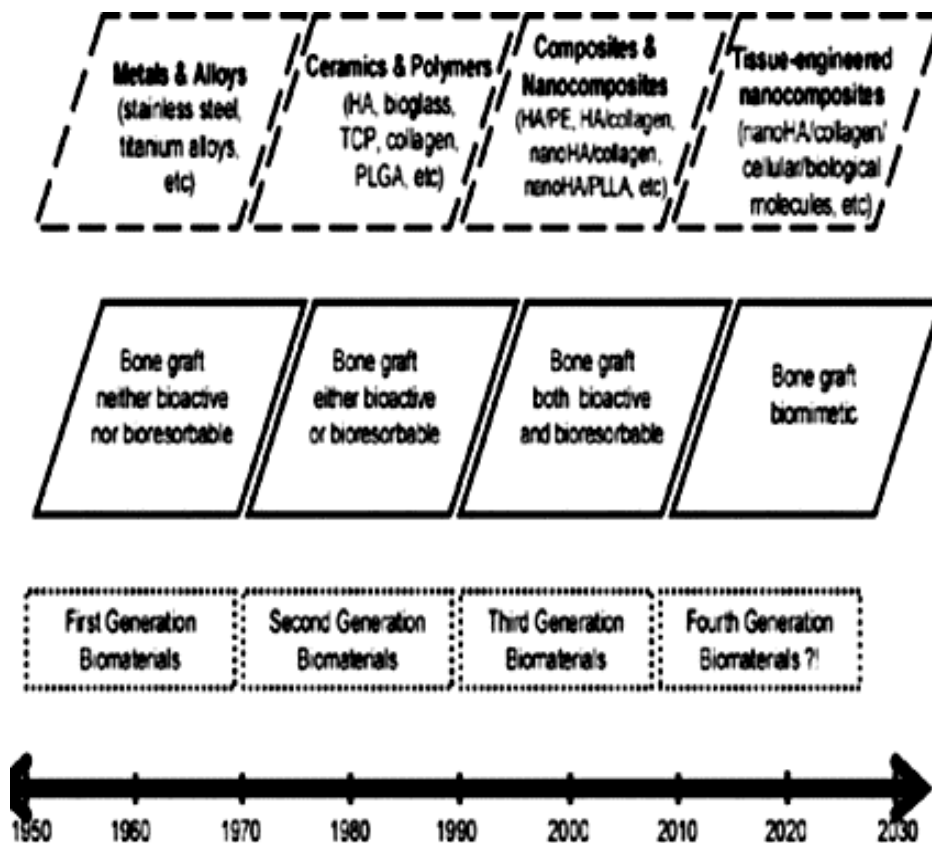 Metals & Alloys
(stainless steel,
titanium alloys,
etc)
Ceramics & Polymers
(HA, bioglass,
TCP, collagen,
PLGA, etc)
Composites &
Nanocomposites
(HA/PE, HA/collagen,
nanoHA/collagen,
nanoHA/PLLA, etc)
Tissue-engineered
nanocomposites
(nanoHA/collagen/
cellular/biological
molecules, etc)
Bone graft
neither bioactive
nor bioresorbable
Bone graft
either bioactive
or bioresorbable
Bone graft
both bioactive
and bioresorbable
Bone graft
biomimetic
First Generation
Biomaterials
Second Generation
Biomaterials
Third Generation
Biomaterials
Fourth Generation
Biomaterials ?!
1950 1960 1970 1980 1990 2000 2010 2020 2030